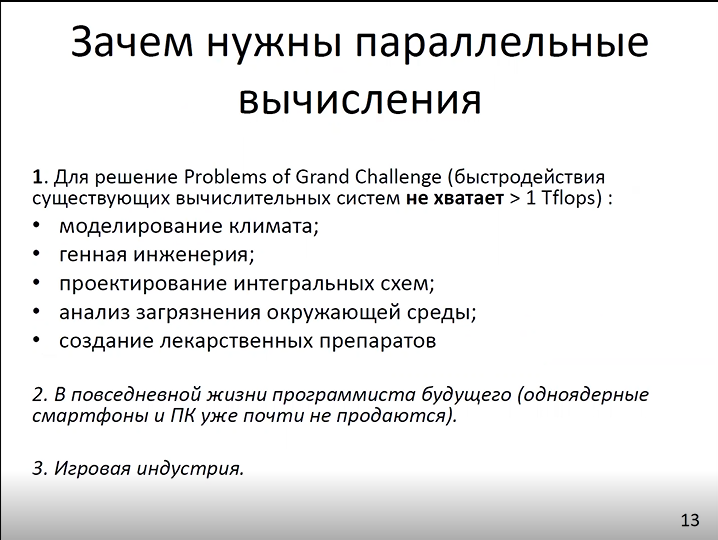 Зачем нужны параллельные
вычисления
1. Для решение Problems of Grand Challenge (быстродействия
существующих вычислительных систем не хватает > 1 Tflops) :
• моделирование климата;
• генная инженерия;
• проектирование интегральных схем;
• анализ загрязнения окружающей среды;
• создание лекарственных препаратов
2. В повседневной жизни программиста будущего (одноядерные
смартфоны и ПК уже почти не продаются).
3. Игровая индустрия.
13